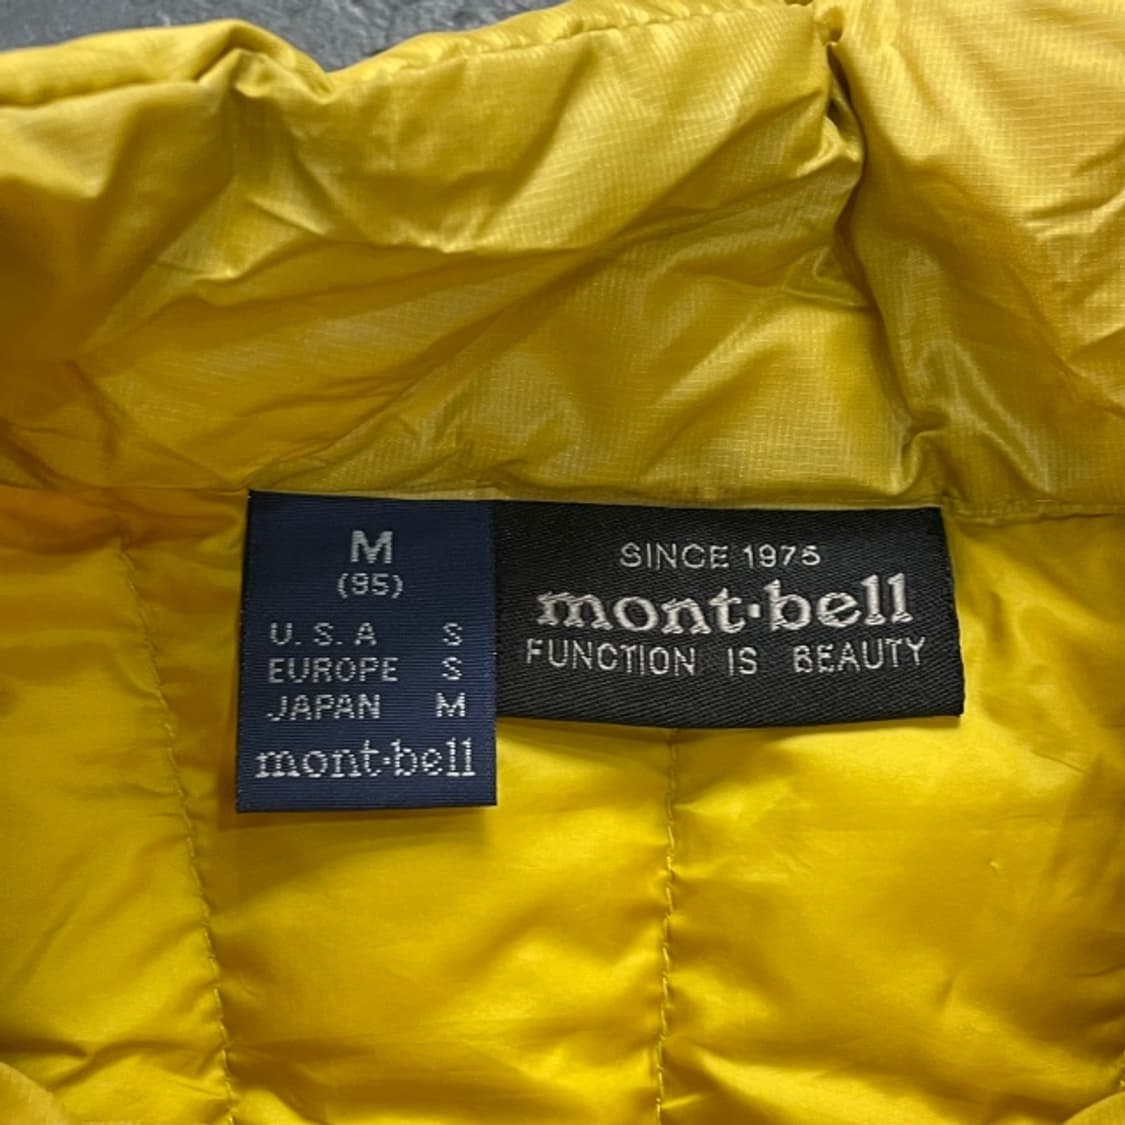 M
(95)
U.S.A S
EUROPE S
JAPAN M
mont·bell
SINCE 1975
mont·bell
FUNCTION IS BEAUTY